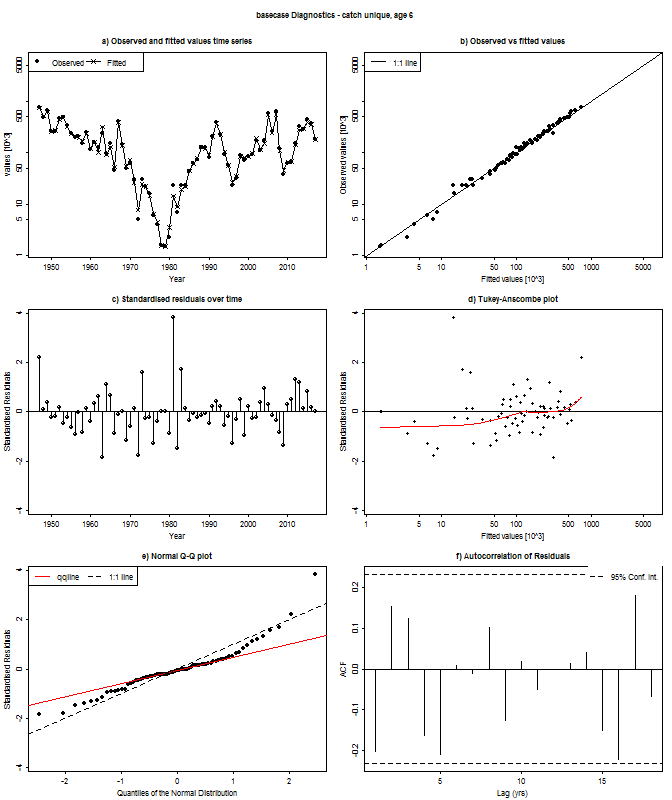 basecase Diagnostics - catch unique, age 6
a) Observed and fitted values time series
Observed Fitted
values [10^3]
1 5 10 50 500
1950 1960 1970 1980 1990 2000 2010
Year
b) Observed vs fitted values
1:1 line
Observed values [10^3]
1 5 10 50 500
1 5 10 50 100 500 1000 5000
Fitted values [10^3]
c) Standardised residuals over time
Standardised Residuals
-4 -2 0 2 4
1950 1960 1970 1980 1990 2000 2010
Year
d) Tukey-Anscombe plot
Standardised Residuals
-4 -2 0 2 4
1 5 10 50 100 500 1000 5000
Fitted values [10^3]
e) Normal Q-Q plot
qqline 1:1 line
Standardised Residuals
-4 -2 0 2 4
-2 -1 0 1 2
Quantiles of the Normal Distribution
f) Autocorrelation of Residuals
95% Conf. Int.
ACF
-0.2 -0.1 0.0 0.1 0.2
5 10 15
Lag (yrs)